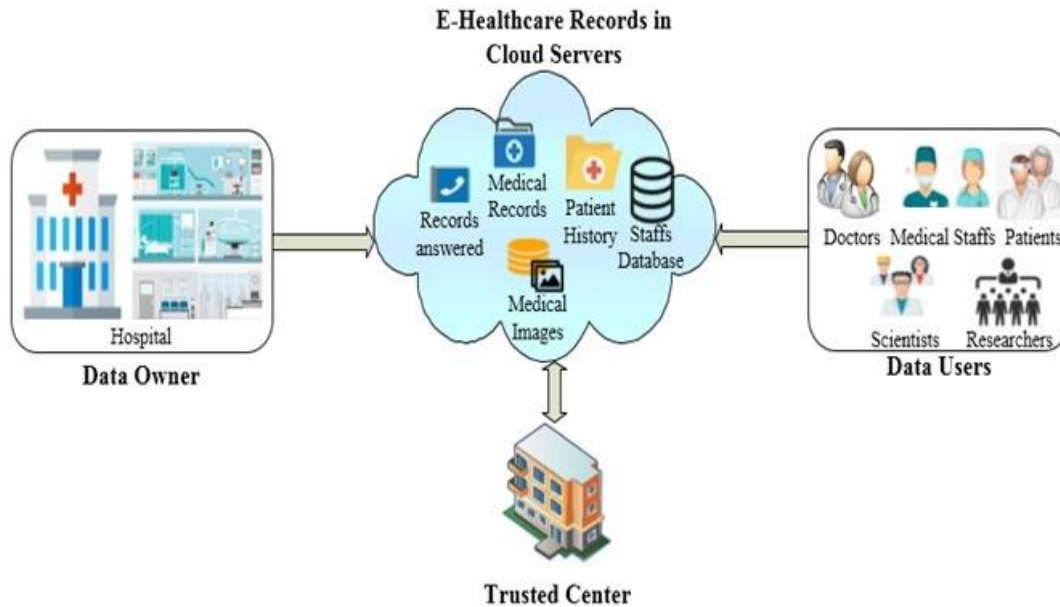 E-Healthcare Records in
Cloud Servers
Medical
Records
Records
answered
Patient
History
Staffs
Database
Medical
Images
Hospital
Data Owner
Doctors Medical Staffs Patients
Scientists Researchers
Data Users
Trusted Center